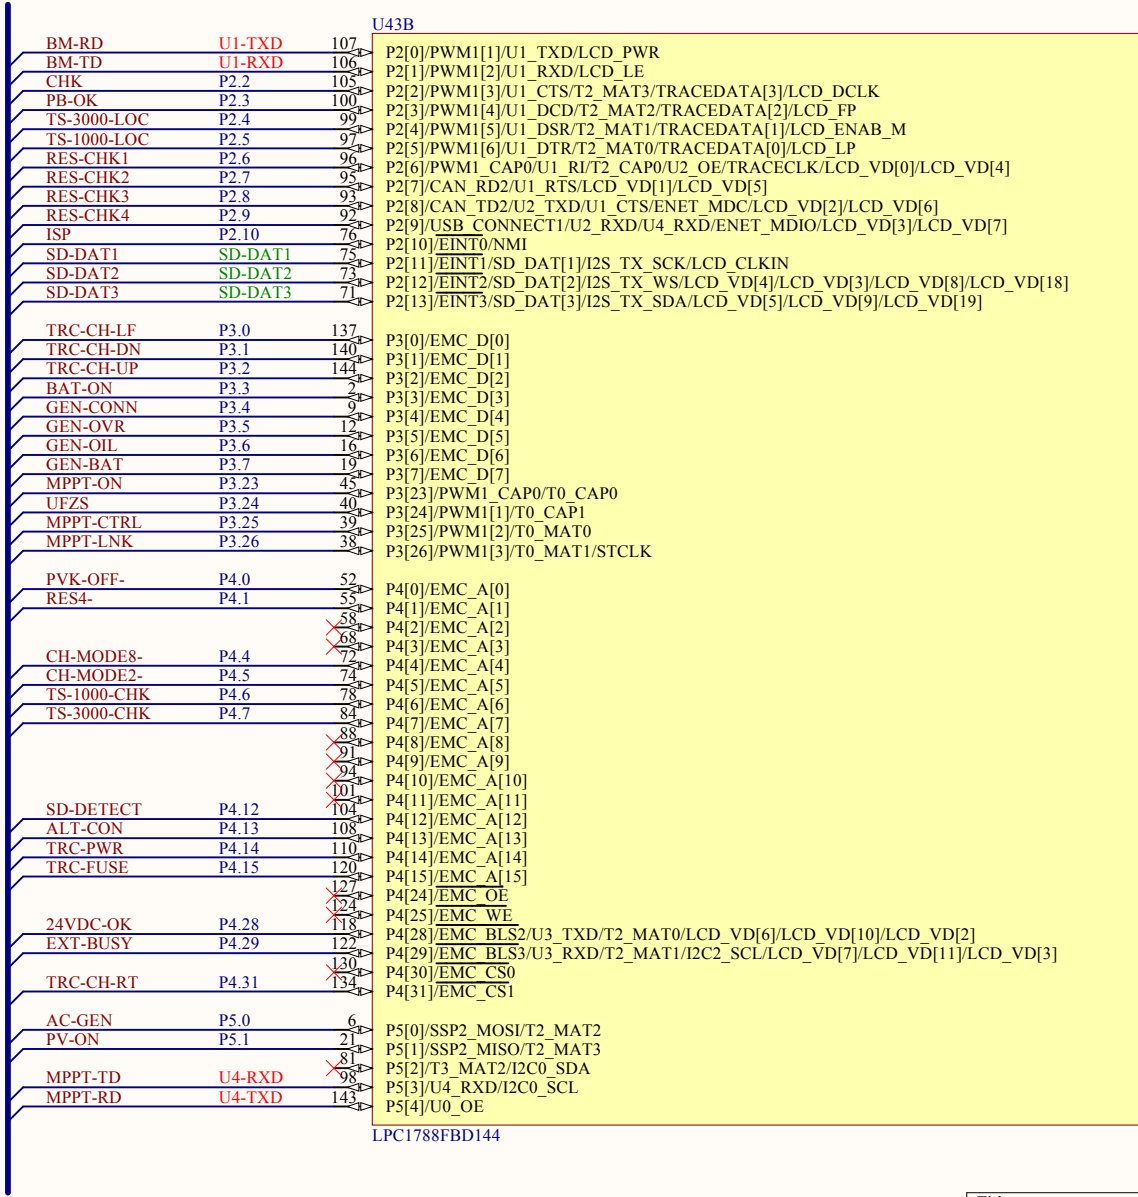 U43B
BM-RD U1-TXD 107 P2[0]/PWM1[1]/U1_TXD/LCD_PWR
BM-TD U1-RXD 106 P2[1]/PWM1[2]/U1_RXD/LCD_LE
CHK P2.2 105 P2[2]/PWM1[3]/U1_CTS/T2_MAT3/TRACEDATA[3]/LCD_DCLK
PB-OK P2.3 100 P2[3]/PWM1[4]/U1_DCD/T2_MAT2/TRACEDATA[2]/LCD_FP
TS-3000-LOC P2.4 99 P2[4]/PWM1[5]/U1_DSR/T2_MAT1/TRACEDATA[1]/LCD_ENAB_M
TS-1000-LOC P2.5 97 P2[5]/PWM1[6]/U1_DTR/T2_MAT0/TRACEDATA[0]/LCD_LP
RES-CHK1 P2.6 96 P2[6]/PWM1_CAP0/U1_RI/T2_CAP0/U2_OE/TRACECLK/LCD_VD[0]/LCD_VD[4]
RES-CHK2 P2.7 95 P2[7]/CAN_RD2/U1_RTS/LCD_VD[1]/LCD_VD[5]
RES-CHK3 P2.8 93 P2[8]/CAN_TD2/U2_TXD/U1_CTS/ENET_MDC/LCD_VD[2]/LCD_VD[6]
RES-CHK4 P2.9 92 P2[9]/USB_CONNECT1/U2_RXD/U4_RXD/ENET_MDIO/LCD_VD[3]/LCD_VD[7]
ISP P2.10 76 P2[10]/EINT0/NMI
SD-DAT1 SD-DAT1 75 P2[11]/EINT1/SD_DAT[1]/I2S_TX_SCK/LCD_CLKIN
SD-DAT2 SD-DAT2 73 P2[12]/EINT2/SD_DAT[2]/I2S_TX_WS/LCD_VD[4]/LCD_VD[3]/LCD_VD[8]/LCD_VD[18]
SD-DAT3 SD-DAT3 71 P2[13]/EINT3/SD_DAT[3]/I2S_TX_SDA/LCD_VD[5]/LCD_VD[9]/LCD_VD[19]
TRC-CH-LF P3.0 137 P3[0]/EMC_D[0]
TRC-CH-DN P3.1 140 P3[1]/EMC_D[1]
TRC-CH-UP P3.2 144 P3[2]/EMC_D[2]
BAT-ON P3.3 2 P3[3]/EMC_D[3]
GEN-CONN P3.4 9 P3[4]/EMC_D[4]
GEN-OVR P3.5 12 P3[5]/EMC_D[5]
GEN-OIL P3.6 16 P3[6]/EMC_D[6]
GEN-BAT P3.7 19 P3[7]/EMC_D[7]
MPPT-ON P3.23 45 P3[23]/PWM1_CAP0/T0_CAP0
UFZS P3.24 40 P3[24]/PWM1[1]/T0_CAP1
MPPT-CTRL P3.25 39 P3[25]/PWM1[2]/T0_MAT0
MPPT-LNK P3.26 38 P3[26]/PWM1[3]/T0_MAT1/STCLK
PVK-OFF- P4.0 52 P4[0]/EMC_A[0]
RES4- P4.1 55 P4[1]/EMC_A[1]
58 P4[2]/EMC_A[2]
68 P4[3]/EMC_A[3]
CH-MODE8- P4.4 72 P4[4]/EMC_A[4]
CH-MODE2- P4.5 74 P4[5]/EMC_A[5]
TS-1000-CHK P4.6 78 P4[6]/EMC_A[6]
TS-3000-CHK P4.7 84 P4[7]/EMC_A[7]
88 P4[8]/EMC_A[8]
91 P4[9]/EMC_A[9]
94 P4[10]/EMC_A[10]
101 P4[11]/EMC_A[11]
SD-DETECT P4.12 104 P4[12]/EMC_A[12]
ALT-CON P4.13 108 P4[13]/EMC_A[13]
TRC-PWR P4.14 110 P4[14]/EMC_A[14]
TRC-FUSE P4.15 120 P4[15]/EMC_A[15]
127 P4[24]/EMC_OE
124 P4[25]/EMC_WE
24VDC-OK P4.28 118 P4[28]/EMC_BLS2/U3_TXD/T2_MAT0/LCD_VD[6]/LCD_VD[10]/LCD_VD[2]
EXT-BUSY P4.29 122 P4[29]/EMC_BLS3/U3_RXD/T2_MAT1/I2C2_SCL/LCD_VD[7]/LCD_VD[11]/LCD_VD[3]
130 P4[30]/EMC_CS0
TRC-CH-RT P4.31 134 P4[31]/EMC_CS1
AC-GEN P5.0 6 P5[0]/SSP2_MOSI/T2_MAT2
PV-ON P5.1 21 P5[1]/SSP2_MISO/T2_MAT3
81 P5[2]/T3_MAT2/I2C0_SDA
MPPT-TD U4-RXD 98 P5[3]/U4_RXD/I2C0_SCL
MPPT-RD U4-TXD 143 P5[4]/U0_OE
LPC1788FBD144